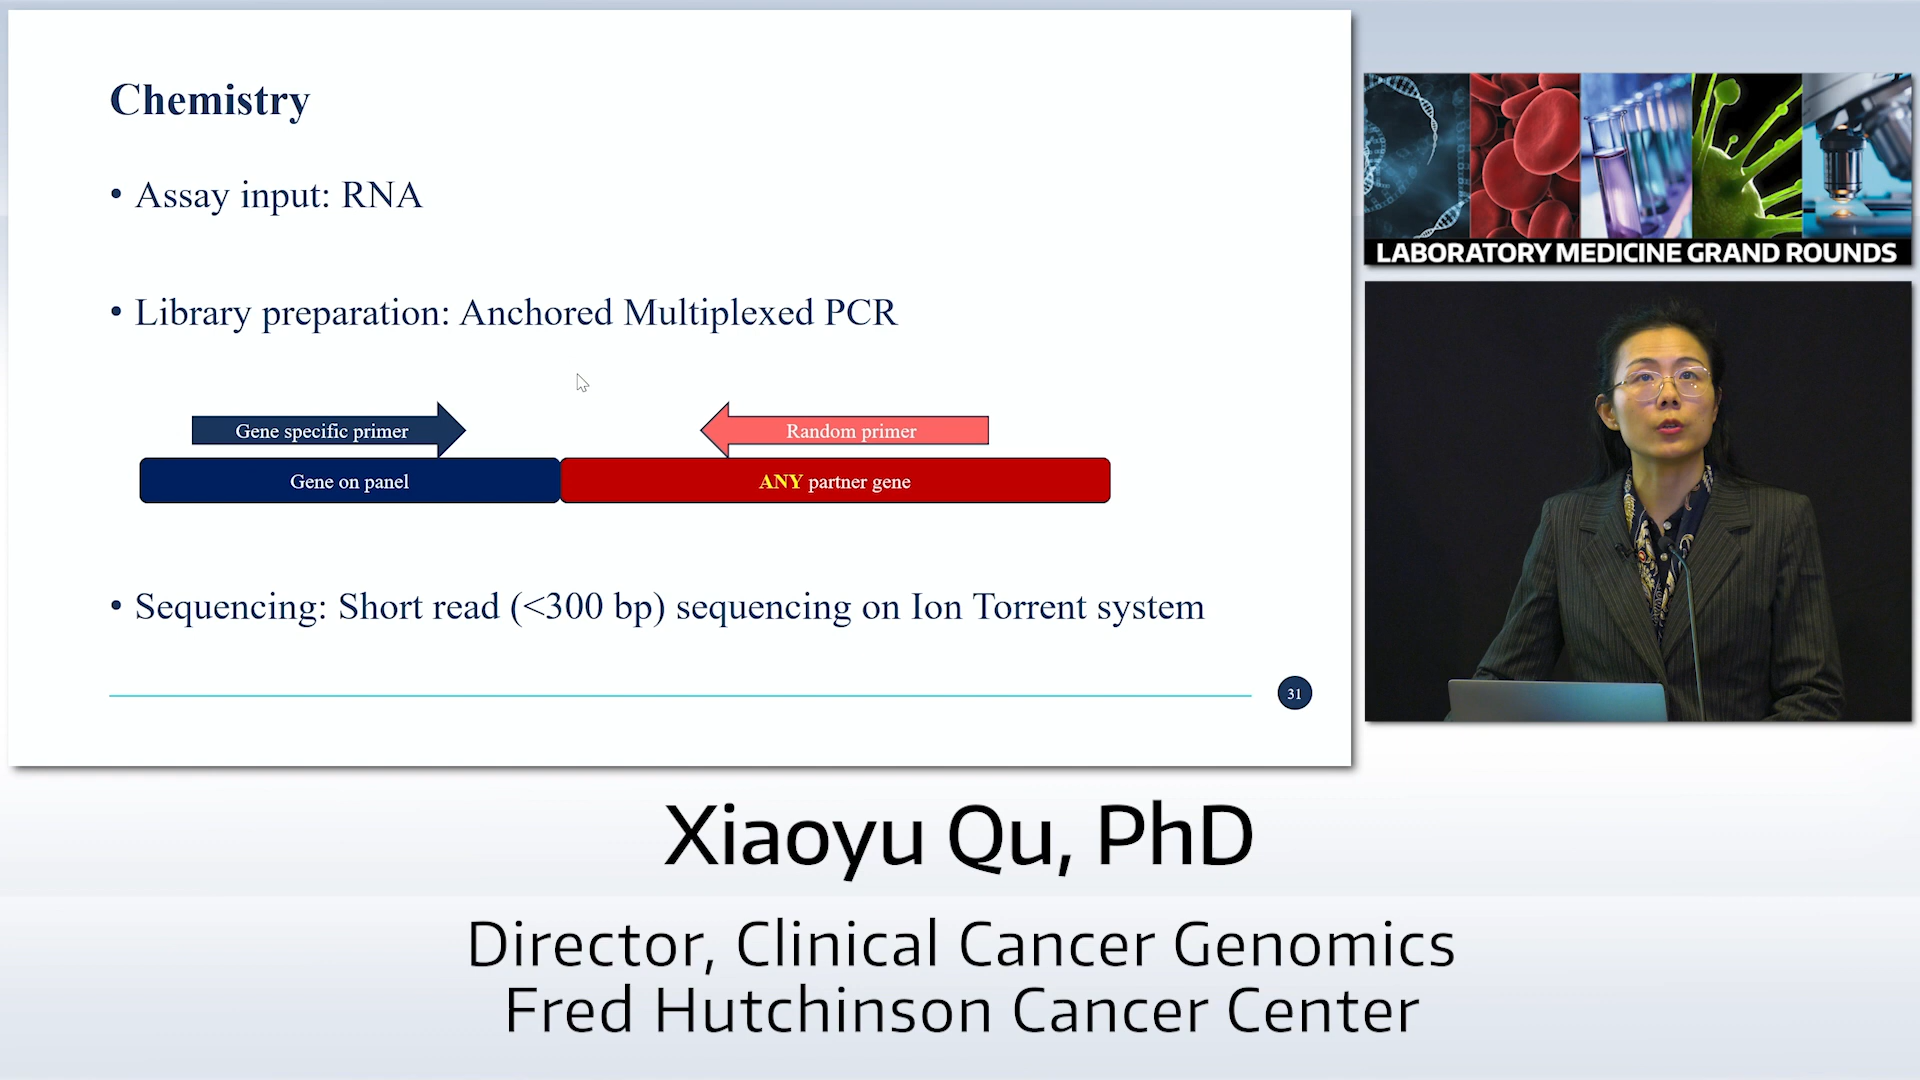 Chemistry
• Assay input: RNA
• Library preparation: Anchored Multiplexed PCR
Gene specific primer
Random primer
Gene on panel
ANY partner gene
• Sequencing: Short read (<300 bp) sequencing on Ion Torrent system
31
LABORATORY MEDICINE GRAND ROUNDS
Xiaoyu Qu, PhD
Director, Clinical Cancer Genomics
Fred Hutchinson Cancer Center